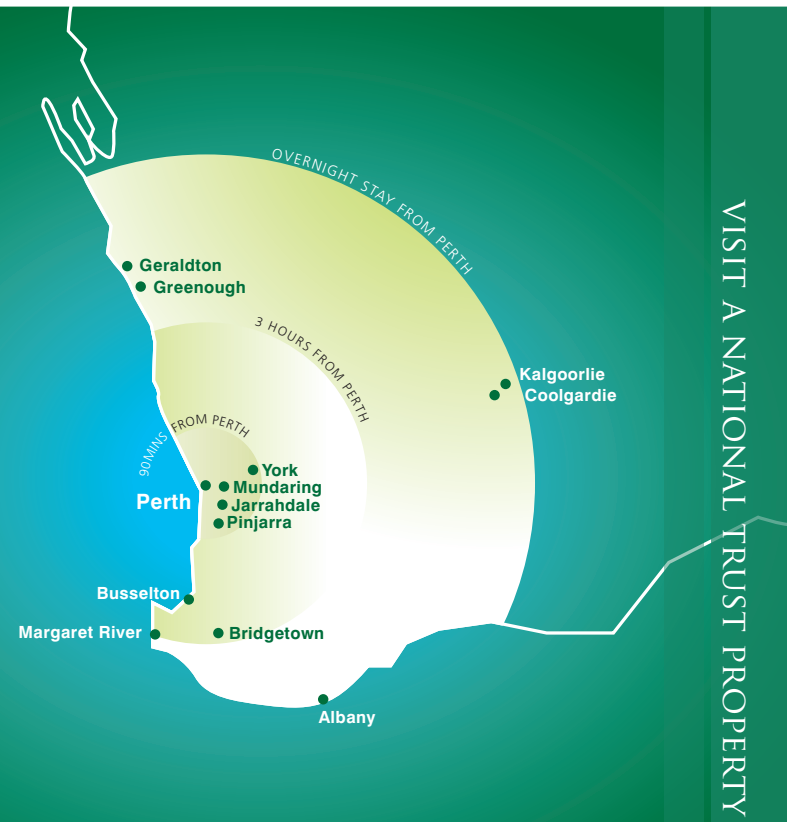 OVERNIGHT STAY FROM PERTH
Geraldton
Greenough
3 HOURS FROM PERTH
Kalgoorlie
Coolgardie
90MINS FROM PERTH
York
Mundaring
Perth
Jarrahdale
Pinjarra
Busselton
Margaret River
Bridgetown
Albany
VISIT A NATIONAL TRUST PROPERTY